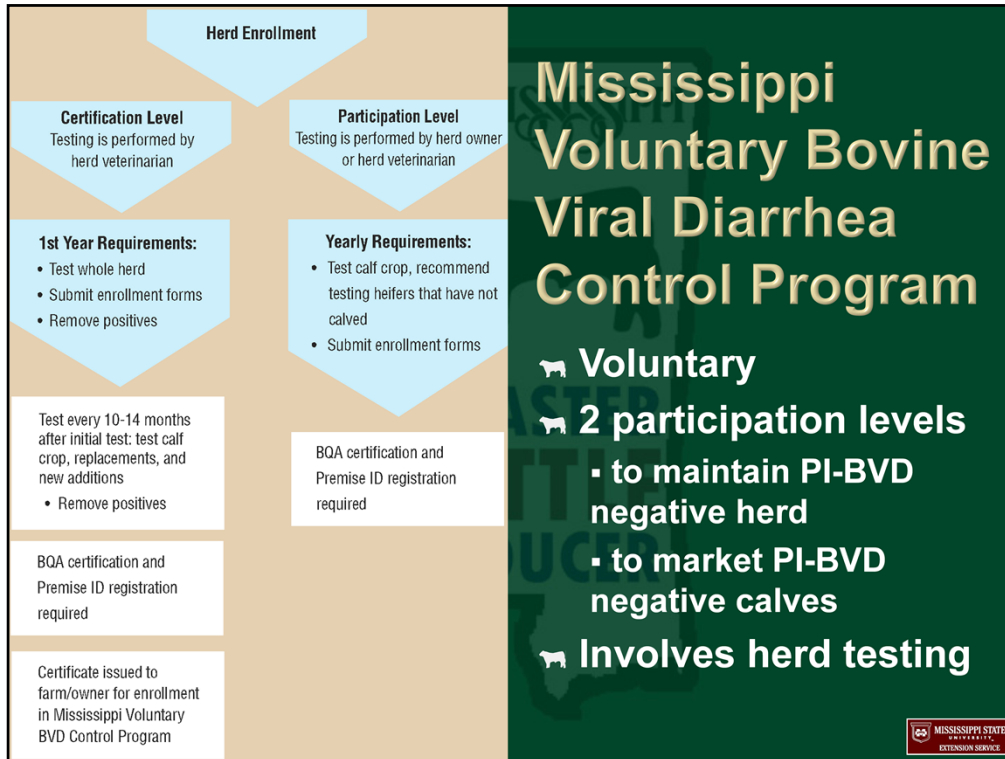 Herd Enrollment
Certification Level
Testing is performed by
herd veterinarian
Participation Level
Testing is performed by herd owner
or herd veterinarian
1st Year Requirements:
• Test whole herd
• Submit enrollment forms
• Remove positives
Yearly Requirements:
• Test calf crop, recommend
testing heifers that have not
calved
• Submit enrollment forms
Test every 10-14 months
after initial test: test calf
crop, replacements, and
new additions
• Remove positives
BQA certification and
Premise ID registration
required
BQA certification and
Premise ID registration
required
Certificate issued to
farm/owner for enrollment
in Mississippi Voluntary
BVD Control Program
Mississippi
Voluntary Bovine
Viral Diarrhea
Control Program
Voluntary
2 participation levels
▪ to maintain PI-BVD
negative herd
▪ to market PI-BVD
negative calves
Involves herd testing
MISSISSIPPI STATE
UNIVERSITY
EXTENSION SERVICE